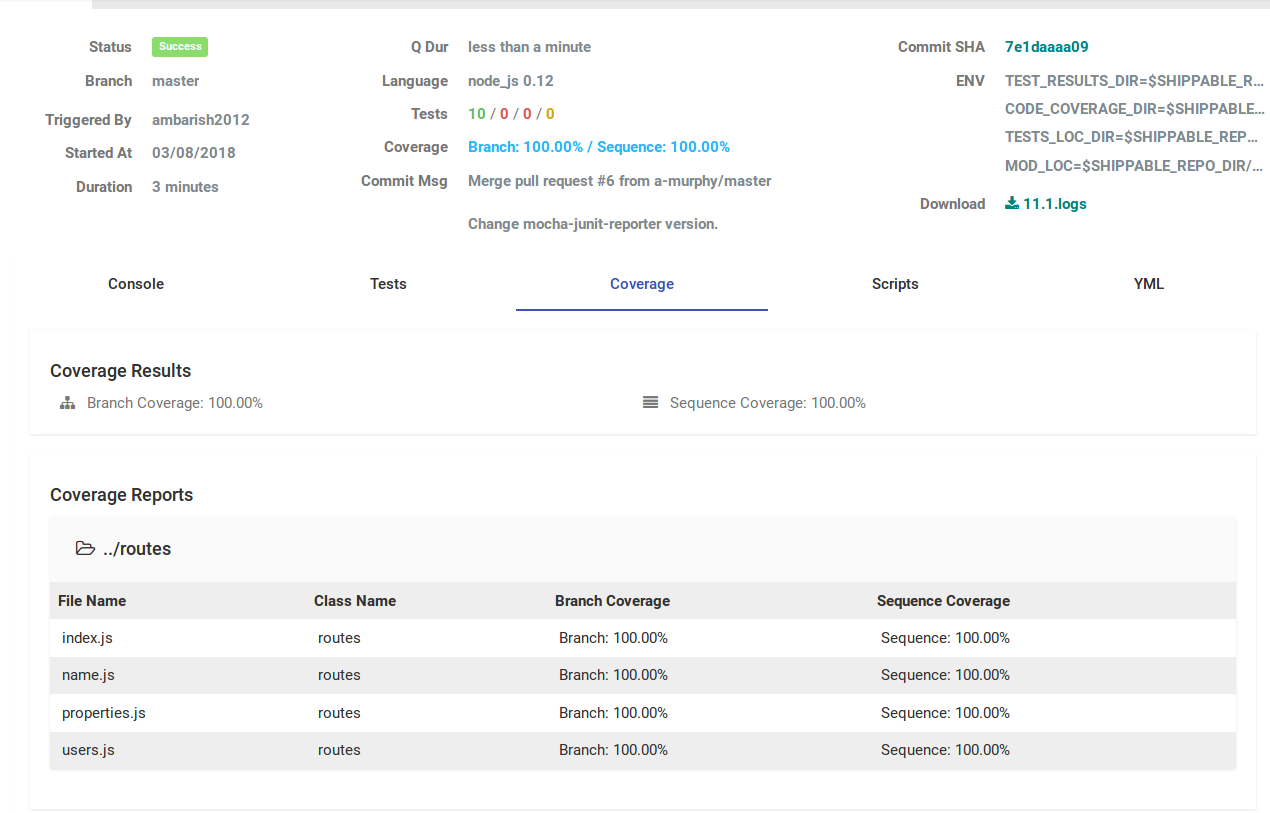 Status Success
Branch master
Triggered By ambarish2012
Started At 03/08/2018
Duration 3 minutes
Q Dur less than a minute
Language node_js 0.12
Tests 10 / 0 / 0 / 0
Coverage Branch: 100.00% / Sequence: 100.00%
Commit Msg Merge pull request #6 from a-murphy/master
Change mocha-junit-reporter version.
Commit SHA 7e1daaaa09
ENV TEST_RESULTS_DIR=$SHIPPABLE_R...
CODE_COVERAGE_DIR=$SHIPPABLE...
TESTS_LOC_DIR=$SHIPPABLE_REP...
MOD_LOC=$SHIPPABLE_REPO_DIR/...
Download 11.1.logs
Console Tests Coverage Scripts YML
Coverage Results
Branch Coverage: 100.00% Sequence Coverage: 100.00%
Coverage Reports
../routes
File Name Class Name Branch Coverage Sequence Coverage
index.js routes Branch: 100.00% Sequence: 100.00%
name.js routes Branch: 100.00% Sequence: 100.00%
properties.js routes Branch: 100.00% Sequence: 100.00%
users.js routes Branch: 100.00% Sequence: 100.00%